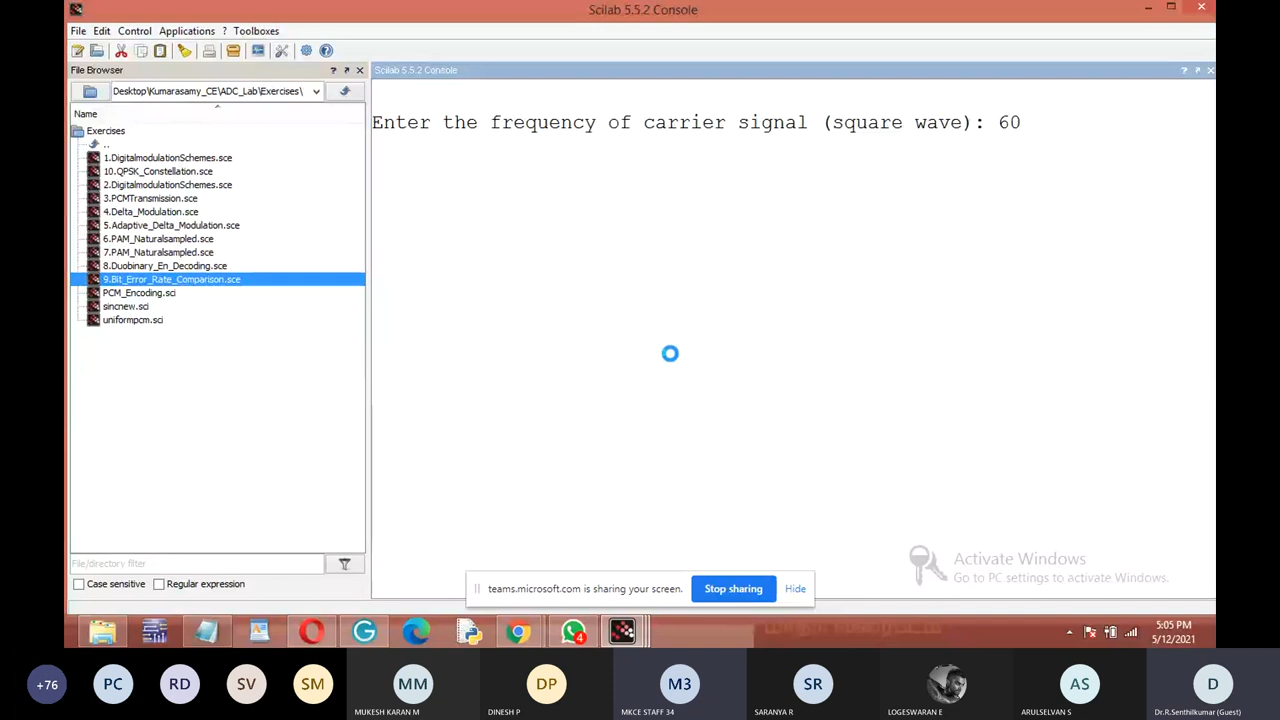 Scilab 5.5.2 Console
File Edit Control Applications ? Toolboxes
File Browser ? Scilab 5.5.2 Console ?
Desktop\Kumarasamy_CE\ADC_Lab\Exercises\
Name
Enter the frequency of carrier signal (square wave): 60
Exercises
..
1.DigitalmodulationSchemes.sce
10.QPSK_Constellation.sce
2.DigitalmodulationSchemes.sce
3.PCMTransmission.sce
4.Delta_Modulation.sce
5.Adaptive_Delta_Modulation.sce
6.PAM_Naturalsampled.sce
7.PAM_Naturalsampled.sce
8.Duobinary_En_Decoding.sce
9.Bit_Error_Rate_Comparison.sce
PCM_Encoding.sci
sincnew.sci
uniformpcm.sci
File/directory filter
Case sensitive Regular expression
Activate Windows
Go to PC settings to activate Windows.
teams.microsoft.com is sharing your screen. Stop sharing Hide
4
5:05 PM
5/12/2021
+76 PC RD SV SM MM DP M3 SR AS D
MUKESH KARAN M DINESH P MKCE STAFF 34 SARANYA R LOGESWARAN E ARULSELVAN S Dr.R.Senthilkumar (Guest)